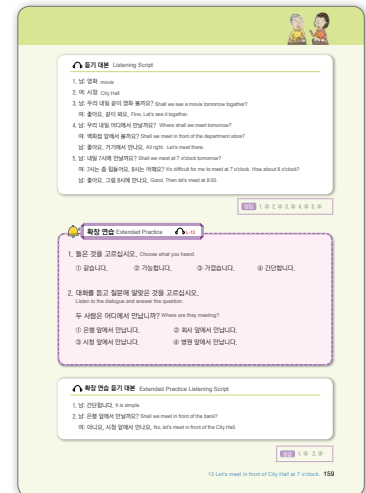 듣기 대본 Listening Script
1. 남: 영화 movie
2. 여: 시청 City Hall
3. 남: 우리 내일 같이 영화 볼까요? Shall we see a movie tomorrow together?
여: 좋아요, 같이 봐요. Fine, Let's see it together.
4. 남: 우리 내일 어디에서 만날까요? Where shall we meet tomorrow?
여: 백화점 앞에서 볼까요? Shall we meet in front of the department store?
남: 좋아요, 거기에서 만나요. All right. Let's meet there.
5. 남: 내일 7시에 만날까요? Shall we meet at 7 o'clock tomorrow?
여: 7시는 좀 힘들어요. 8시는 어때요? It's difficult for me to meet at 7 o'clock. How about 8 o'clock?
남: 좋아요, 그럼 8시에 만나요. Good. Then let's meet at 8:00.
정답 1. 2. 3. 4. 5.
확장 연습 Extended Practice L-13
1. 들은 것을 고르십시오. Choose what you heard.
① 같습니다. ② 가능합니다. ③ 가깝습니다. ④ 간단합니다.
2. 대화를 듣고 질문에 알맞은 것을 고르십시오.
Listen to the dialogue and answer the question.
두 사람은 어디에서 만납니까? Where are they meeting?
① 은행 앞에서 만납니다. ② 회사 앞에서 만납니다.
③ 시청 앞에서 만납니다. ④ 병원 앞에서 만납니다.
확장 연습 듣기 대본 Extended Practice Listening Script
1. 남: 간단합니다. It is simple.
2. 남: 은행 앞에서 만날까요? Shall we meet in front of the bank?
여: 아니요, 시청 앞에서 만나요. No, let's meet in front of the City Hall.
정답 1. ④ 2. ③
13 Let's meet in front of City Hall at 7 o'clock. 159